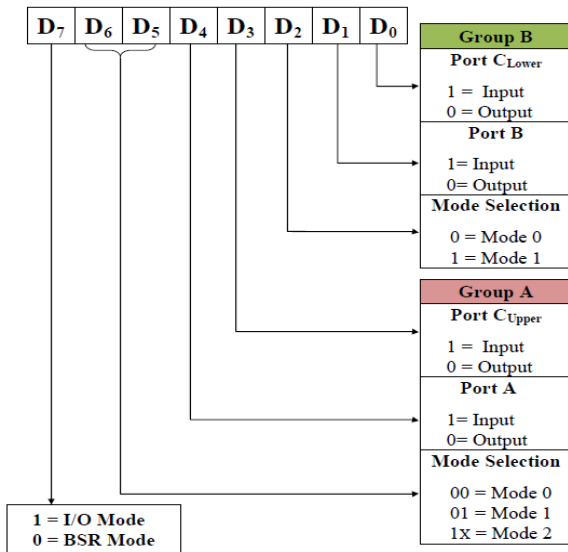 D₇ D₆ D₅ D₄ D₃ D₂ D₁ D₀
Group B
Port C_Lower
1 = Input
0 = Output
Port B
1= Input
0= Output
Mode Selection
0 = Mode 0
1 = Mode 1
Group A
Port C_Upper
1 = Input
0 = Output
Port A
1= Input
0= Output
Mode Selection
00 = Mode 0
01 = Mode 1
1x = Mode 2
1 = I/O Mode
0 = BSR Mode